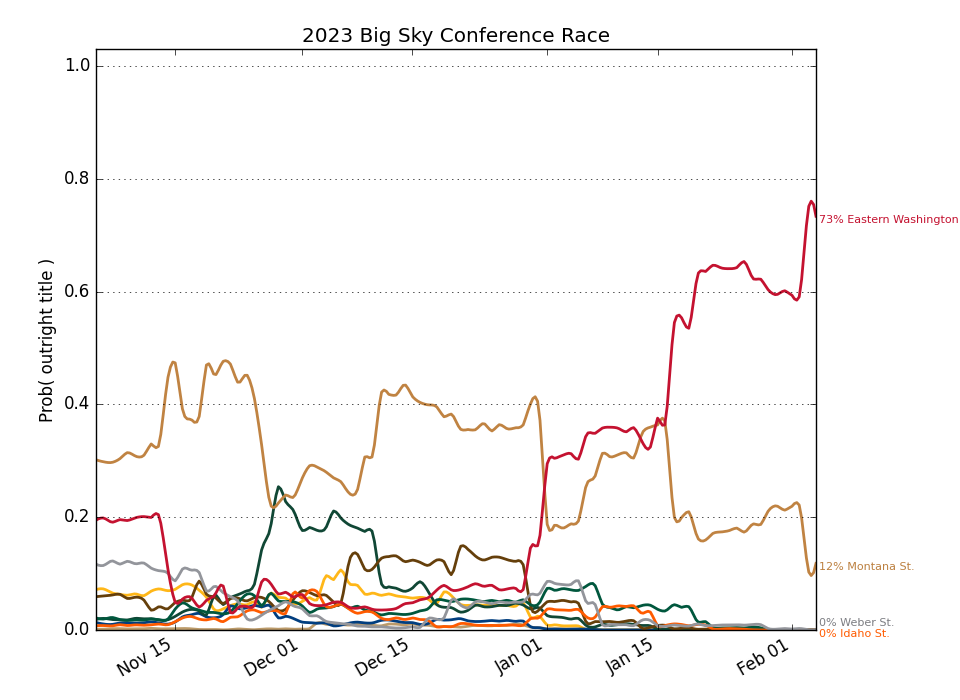 2023 Big Sky Conference Race
1.0
0.8
0.6
0.4
0.2
0.0
Prob( outright title )
73% Eastern Washington
12% Montana St.
0% Weber St.
0% Idaho St.
Nov 15
Dec 01
Dec 15
Jan 01
Jan 15
Feb 01